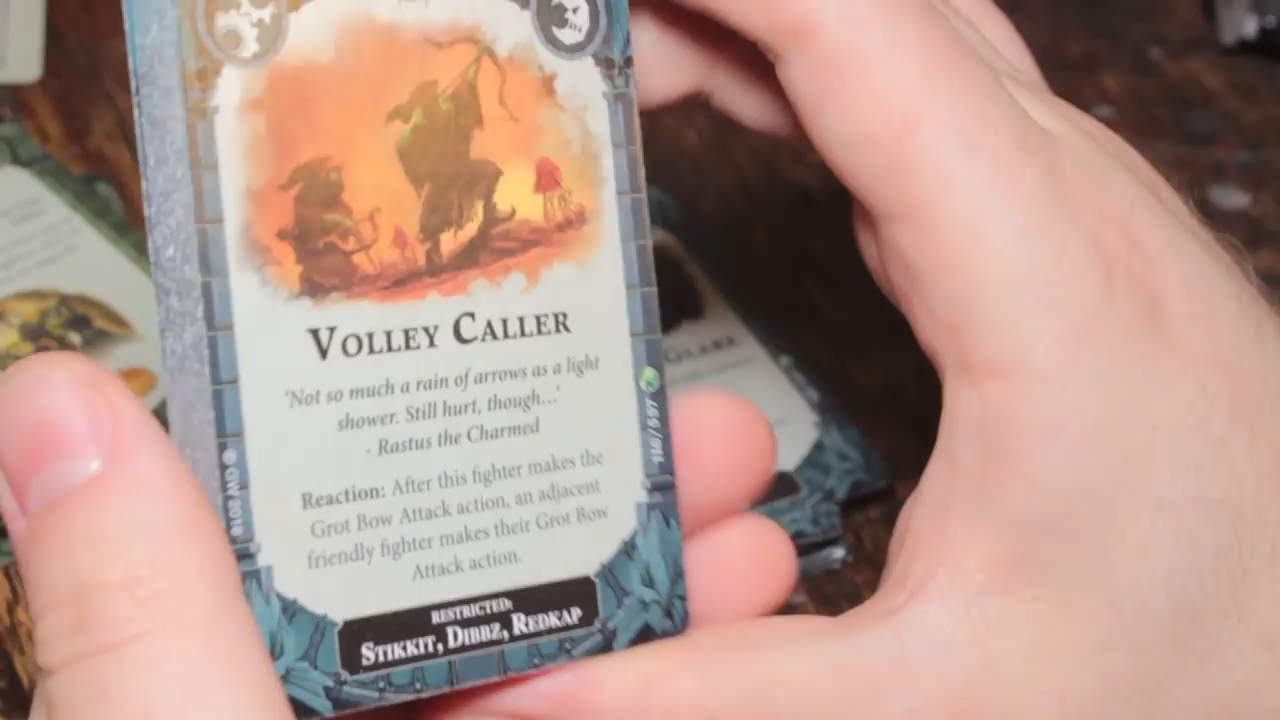 VOLLEY CALLER
'Not so much a rain of arrows as a light
shower. Still hurt, though...'
- Rastus the Charmed
Reaction: After this fighter makes the
Grot Bow Attack action, an adjacent
friendly fighter makes their Grot Bow
Attack action.
RESTRICTED:
STIKKIT, DIBBZ, REDKAP
© GW 2018